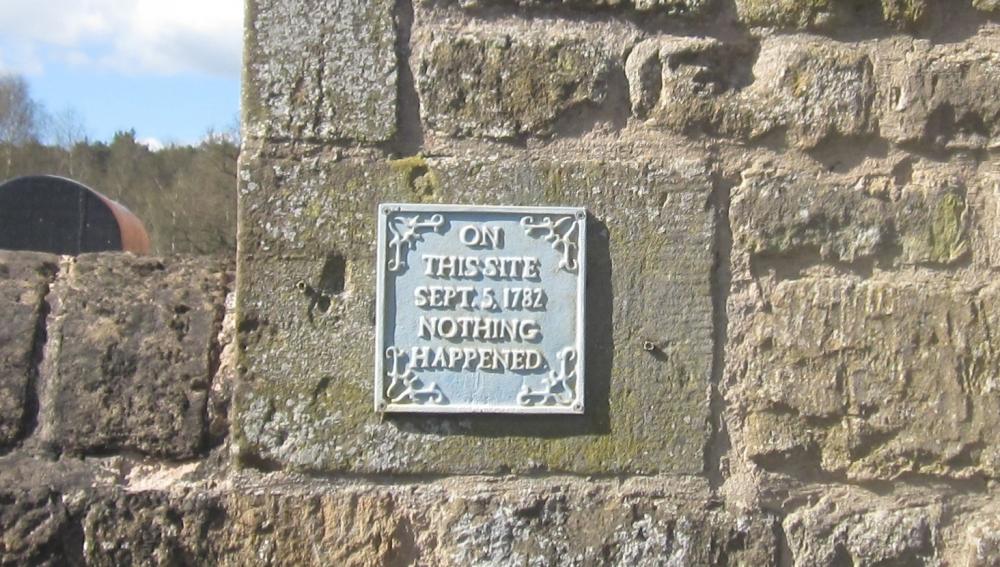 ON
THIS SITE
SEPT. 5, 1782
NOTHING
HAPPENED